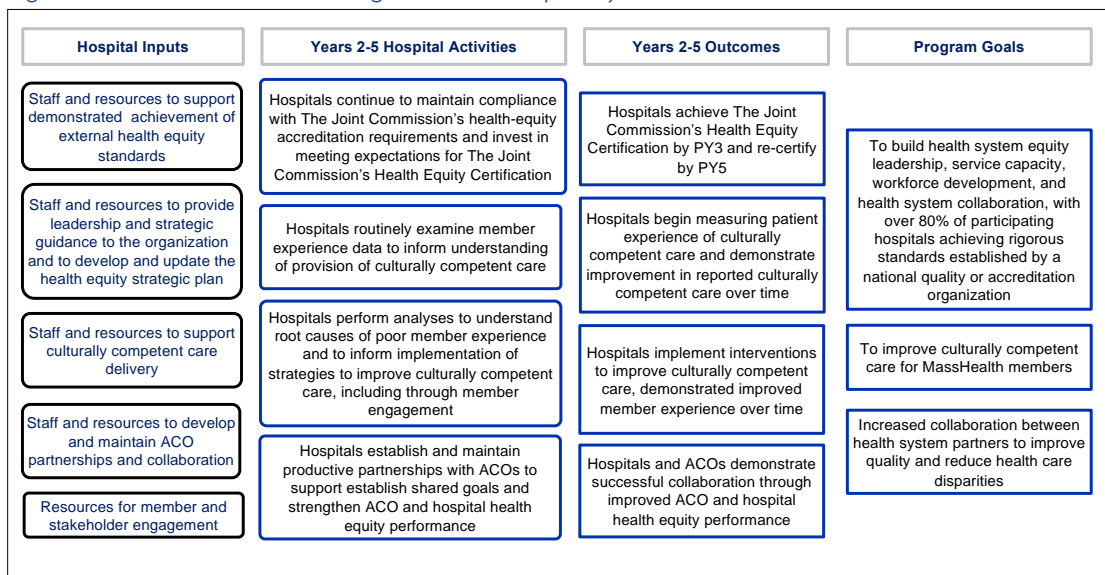 Hospital Inputs
Staff and resources to support
demonstrated achievement of
external health equity
standards
Staff and resources to provide
leadership and strategic
guidance to the organization
and to develop and update the
health equity strategic plan
Staff and resources to support
culturally competent care
delivery
Staff and resources to develop
and maintain ACO
partnerships and collaboration
Resources for member and
stakeholder engagement
Years 2-5 Hospital Activities
Hospitals continue to maintain compliance
with The Joint Commission's health-equity
accreditation requirements and invest in
meeting expectations for The Joint
Commission's Health Equity Certification
Hospitals routinely examine member
experience data to inform understanding
of provision of culturally competent care
Hospitals perform analyses to understand
root causes of poor member experience
and to inform implementation of
strategies to improve culturally competent
care, including through member
engagement
Hospitals establish and maintain
productive partnerships with ACOs to
support establish shared goals and
strengthen ACO and hospital health
equity performance
Years 2-5 Outcomes
Hospitals achieve The Joint
Commission's Health Equity
Certification by PY3 and re-certify
by PY5
Hospitals begin measuring patient
experience of culturally
competent care and demonstrate
improvement in reported culturally
competent care over time
Hospitals implement interventions
to improve culturally competent
care, demonstrated improved
member experience over time
Hospitals and ACOs demonstrate
successful collaboration through
improved ACO and hospital
health equity performance
Program Goals
To build health system equity
leadership, service capacity,
workforce development, and
health system collaboration, with
over 80% of participating
hospitals achieving rigorous
standards established by a
national quality or accreditation
organization
To improve culturally competent
care for MassHealth members
Increased collaboration between
health system partners to improve
quality and reduce health care
disparities